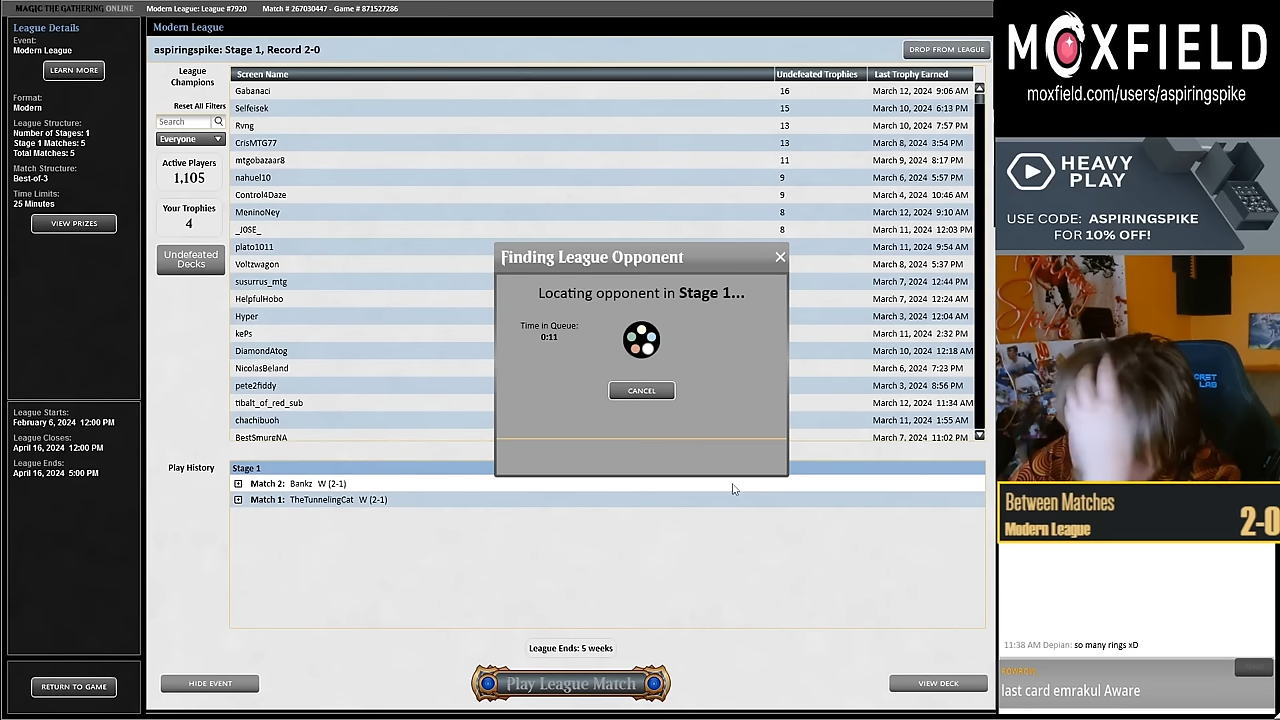 MAGIC THE GATHERING ONLINE
Modern League: League #7920
Match # 267030447 - Game # 871527286
League Details
Event:
Modern League
LEARN MORE
Format:
Modern
League Structure:
Number of Stages: 1
Stage 1 Matches: 5
Total Matches: 5
Match Structure:
Best-of-3
Time Limits:
25 Minutes
VIEW PRIZES
League Starts:
February 6, 2024 12:00 PM
League Closes:
April 16, 2024 12:00 PM
League Ends:
April 16, 2024 5:00 PM
RETURN TO GAME
Modern League
aspiringspike: Stage 1, Record 2-0
DROP FROM LEAGUE
League
Champions
Reset All Filters
Search
Everyone
Active Players
1,105
Your Trophies
4
Undefeated
Decks
Screen Name Undefeated Trophies Last Trophy Earned
Gabanaci 16 March 12, 2024 9:06 AM
Selfeisek 15 March 10, 2024 6:13 PM
Rvng 13 March 10, 2024 7:57 PM
CrisMTG77 13 March 8, 2024 3:54 PM
mtgobazaar8 11 March 9, 2024 8:17 PM
nahuel10 9 March 6, 2024 5:57 PM
Control4Daze 9 March 4, 2024 10:46 AM
MeninoNey 8 March 12, 2024 9:10 AM
_J0SE_ 8 March 11, 2024 12:03 PM
plato1011 March 11, 2024 9:54 AM
Voltzwagon March 8, 2024 5:37 PM
susurrus_mtg March 7, 2024 12:44 PM
HelpfulHobo March 7, 2024 12:24 AM
Hyper March 3, 2024 12:04 AM
kePs March 11, 2024 2:32 PM
DiamondAtog March 10, 2024 12:18 AM
NicolasBeland March 6, 2024 7:23 PM
pete2fiddy March 3, 2024 8:56 PM
tibalt_of_red_sub March 12, 2024 11:34 AM
chachibuoh March 11, 2024 1:55 AM
BestSmurgNA March 7, 2024 11:02 PM
Finding League Opponent
Locating opponent in Stage 1...
Time in Queue:
0:11
CANCEL
Play History
Stage 1
Match 2: Bankz W (2-1)
Match 1: TheTunnelingCat W (2-1)
League Ends: 5 weeks
HIDE EVENT
Play League Match
VIEW DECK
MOXFIELD
moxfield.com/users/aspiringspike
HEAVY
PLAY
USE CODE: ASPIRINGSPIKE
FOR 10% OFF!
Between Matches
Modern League
2-0
11:38 AM Depian: so many rings xD
last card emrakul Aware